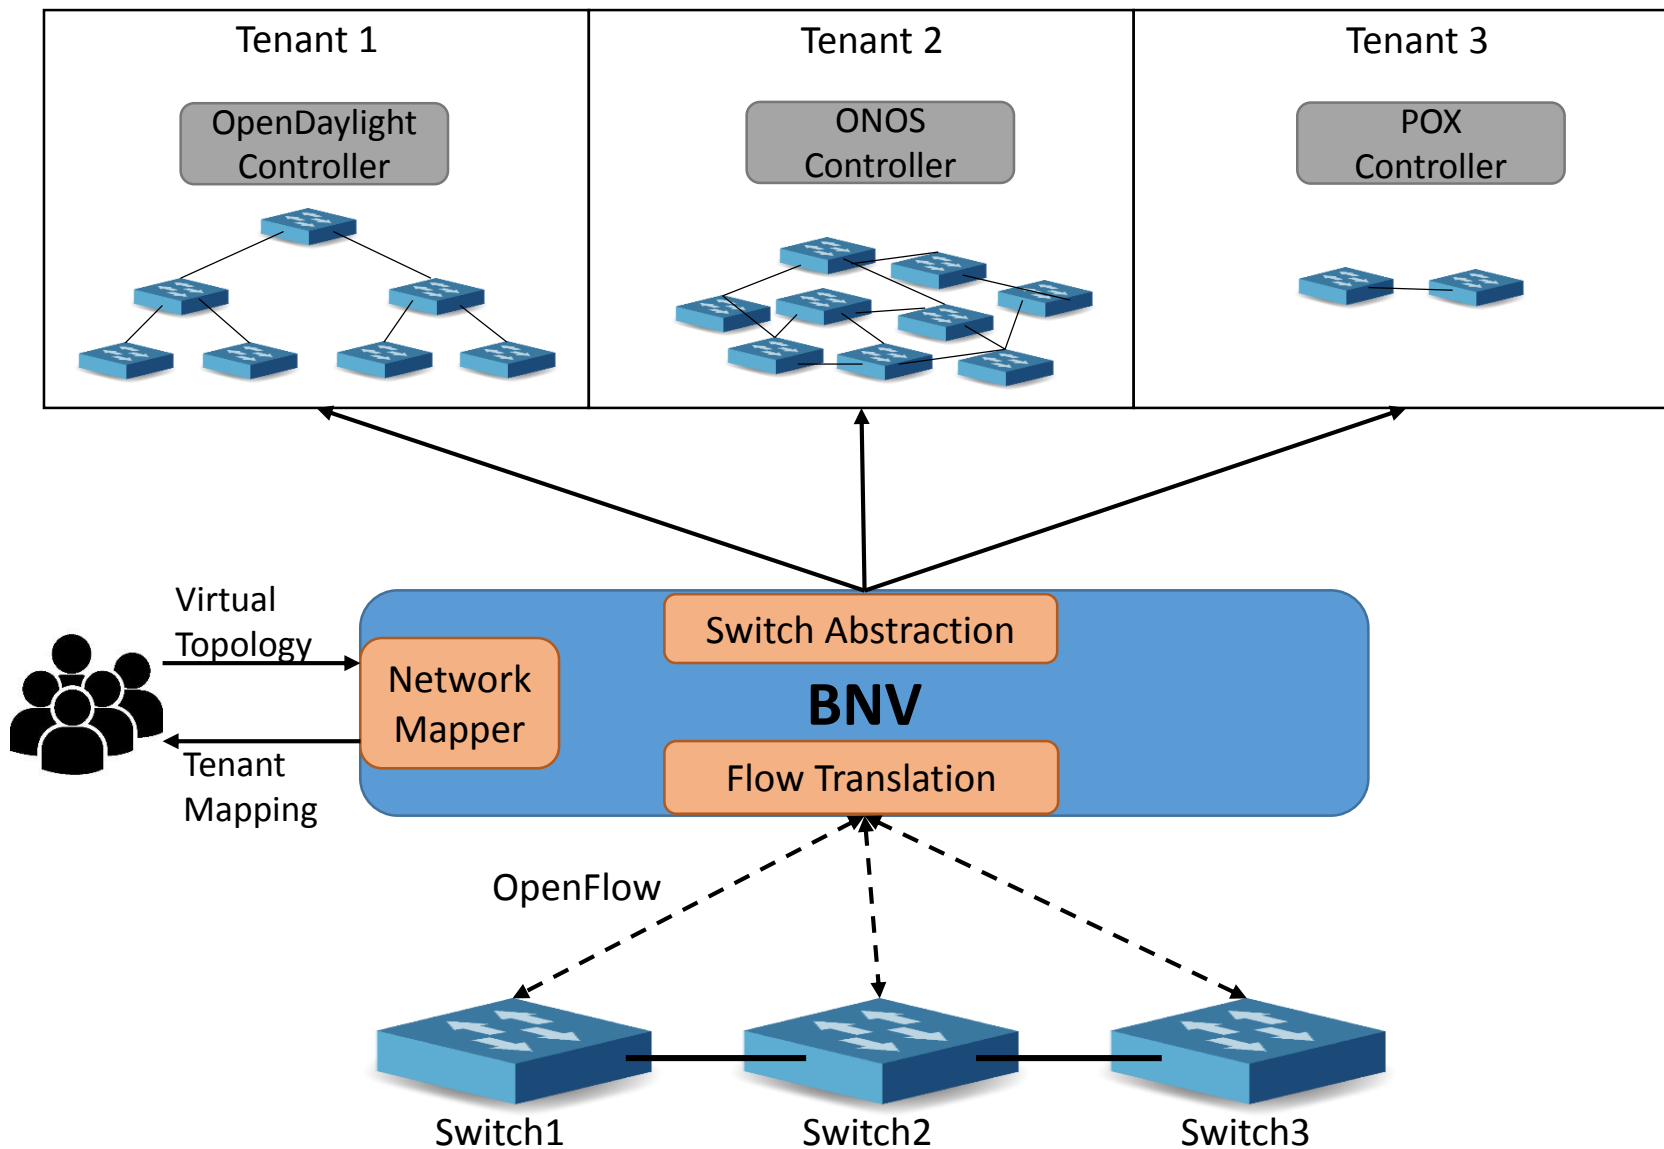 Tenant 1
Tenant 2
Tenant 3
OpenDaylight
Controller
ONOS
Controller
POX
Controller
Virtual
Topology
Switch Abstraction
Network
Mapper
BNV
Tenant
Mapping
Flow Translation
OpenFlow
Switch1
Switch2
Switch3